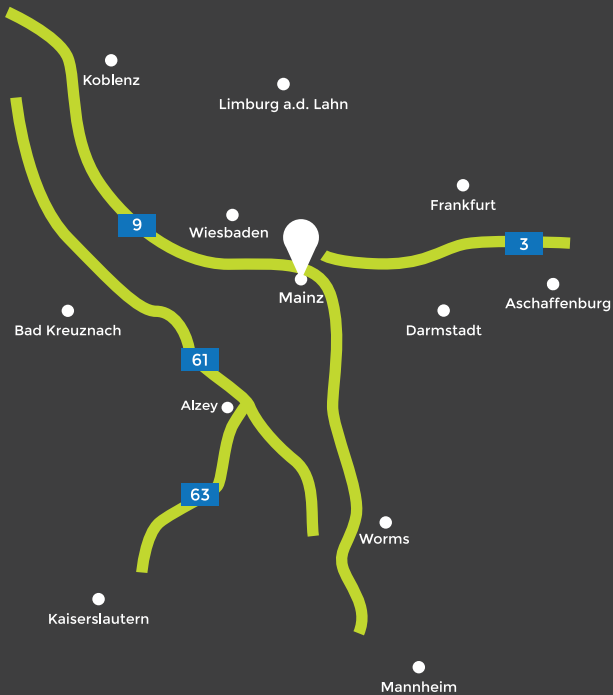 Koblenz
Limburg a.d. Lahn
Frankfurt
9
Wiesbaden
3
Mainz
Aschaffenburg
Bad Kreuznach
Darmstadt
61
Alzey
63
Worms
Kaiserslautern
Mannheim